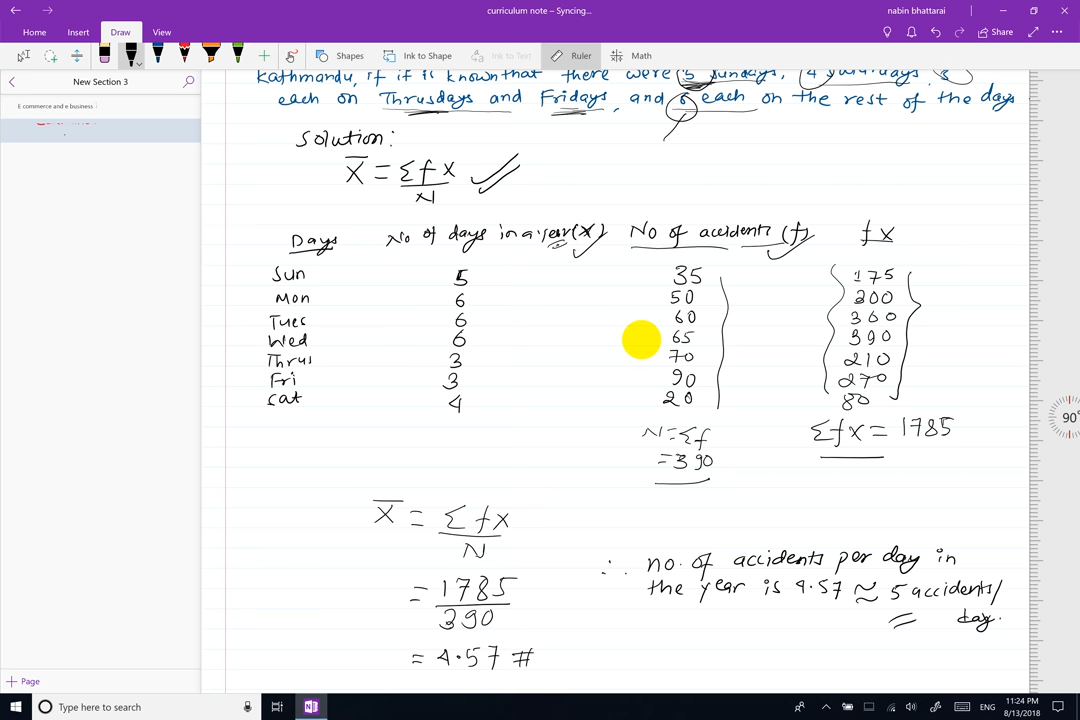 curriculum note - Syncing...
nabin bhattarai
Home Insert Draw View
Share
Shapes Ink to Shape Ink to Text Ruler Math
New Section 3
E commerce and e business
Kathmandu, if if is known that there were 5 Sundays, 4 3
each on Thrusdays and Fridays, and 6 each on the rest of the days
Solution:
X̅ = Σ f x
N
Days No of days in a year (X) No of accidents (f) f x
Sun 5 35 175
Mon 6 50 300
Tues 6 60 360
Wed 6 65 390
Thrus 3 70 210
Fri 3 90 270
Sat 4 20 80
N = Σf Σfx = 1785
= 390
X̅ = Σ fx
N
= 1785
390
= 4.57 #
∴ no. of accidents per day in
the year is 4.57 ≈ 5 accidents/
day.
90°
Page
Type here to search
ENG
11:24 PM
8/13/2018